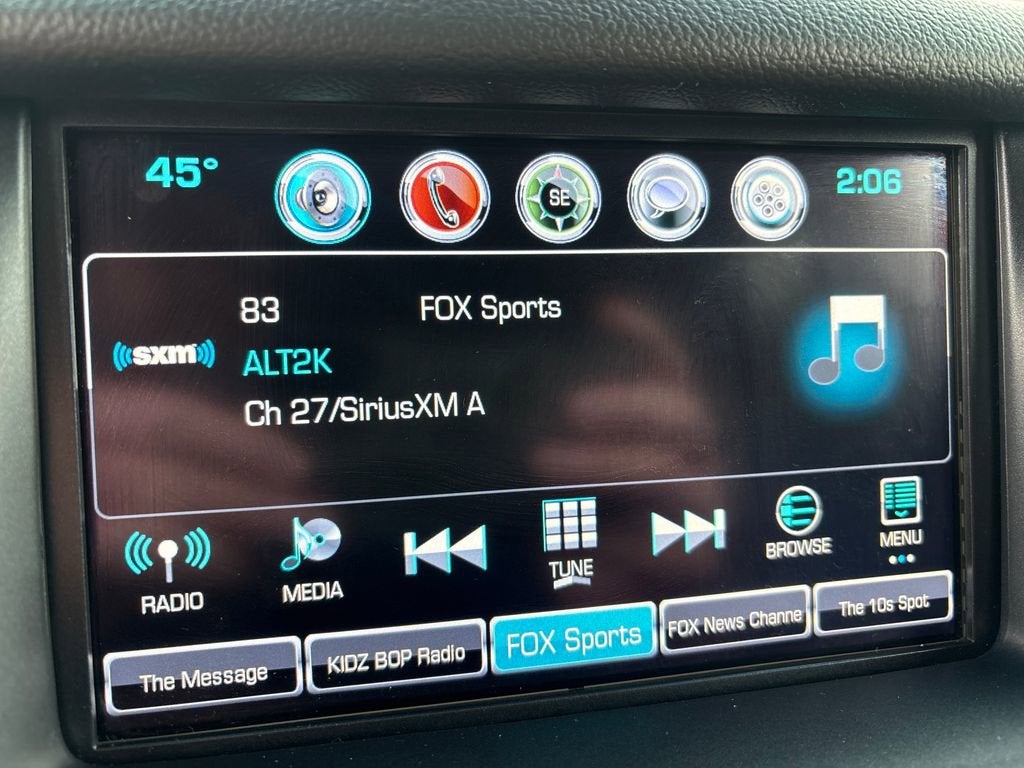 45°
SE
2:06
83
FOX Sports
((sxm))
ALT2K
Ch 27/SiriusXM A
RADIO
MEDIA
TUNE
BROWSE
MENU
The Message
KIDZ BOP Radio
FOX Sports
FOX News Channe
The 10s Spot